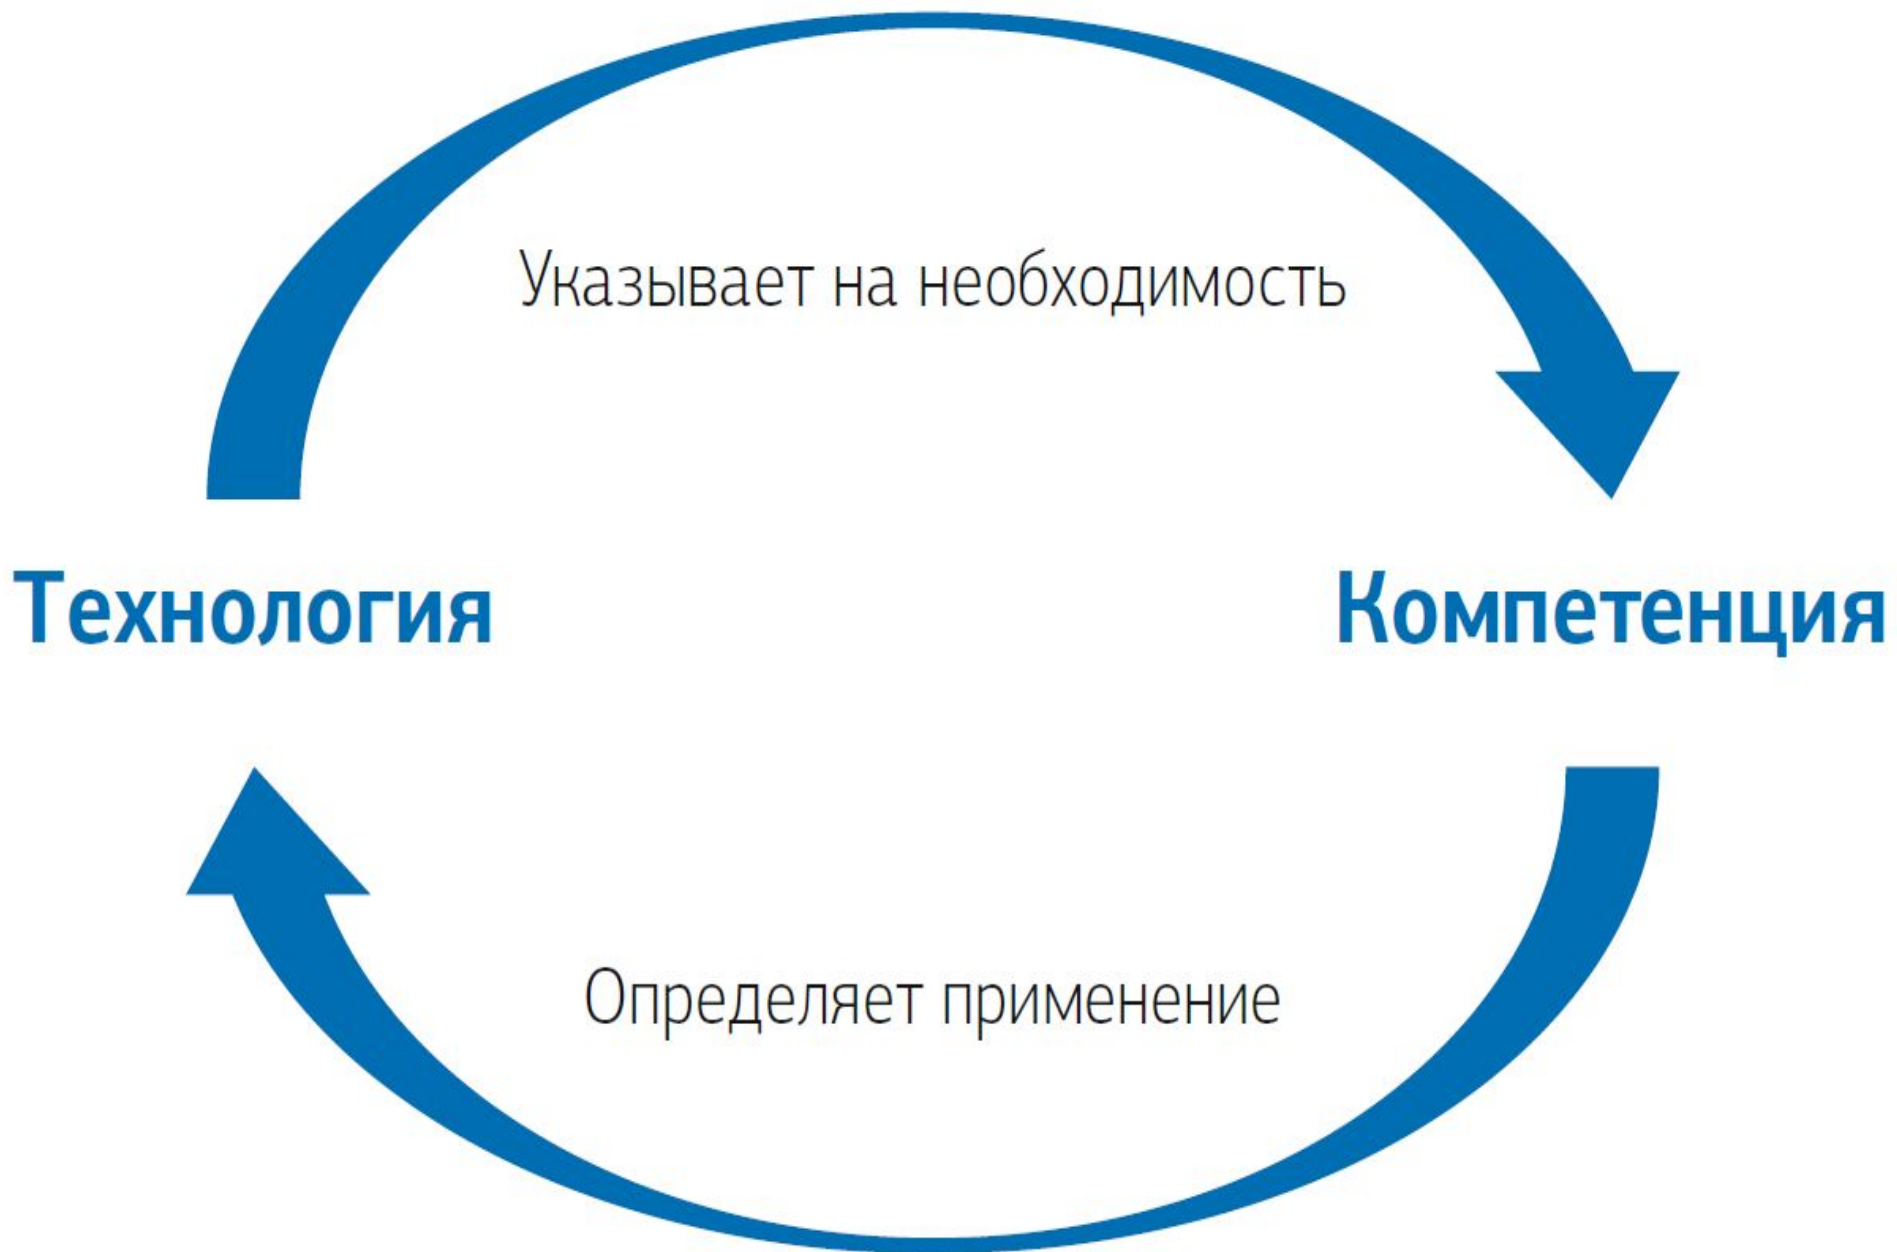 Указывает на необходимость
Технология
Компетенция
Определяет применение